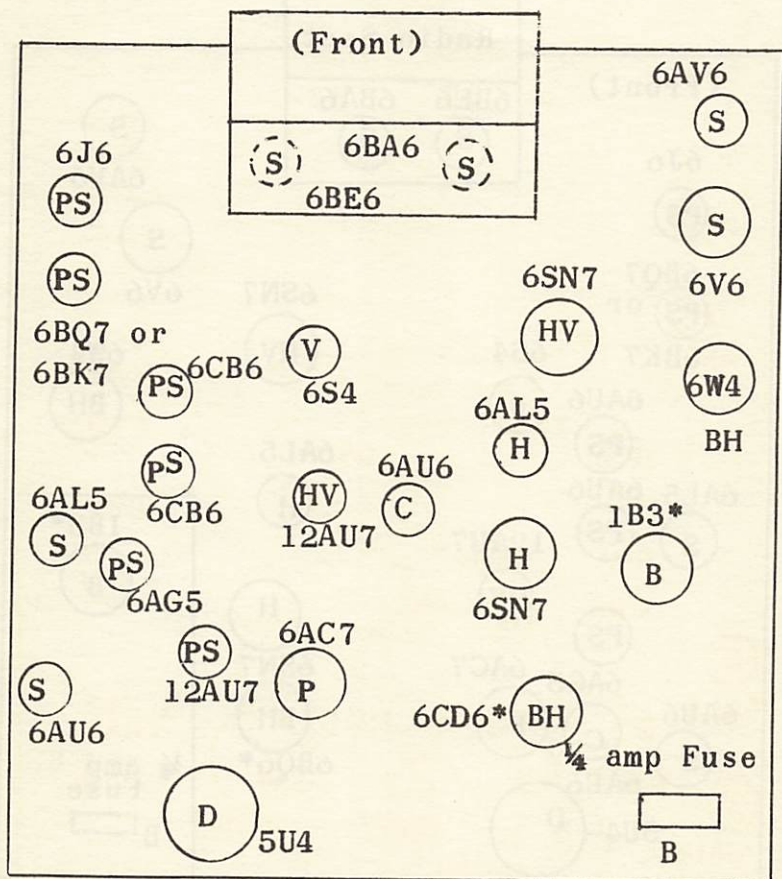 (Front)
6AV6
S
6J6
PS
S
6BA6
S
6BE6
S
6V6
PS
6BQ7 or
6BK7
6SN7
HV
V
6S4
6CB6
PS
6W4
BH
6AL5
H
PS
6CB6
HV
12AU7
6AU6
C
6AL5
S
PS
6AG5
H
6SN7
1B3*
B
6AC7
P
PS
12AU7
S
6AU6
6CD6*
BH
¼ amp Fuse
B
D
5U4